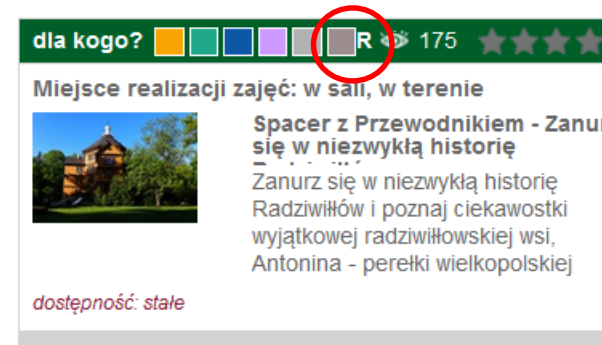 dla kogo? R 175
Miejsce realizacji zajęć: w sali, w terenie
Spacer z Przewodnikiem - Zanurz
się w niezwykłą historię
Zanurz się w niezwykłą historię
Radziwiłłów i poznaj ciekawostki
wyjątkowej radziwiłłowskiej wsi,
Antonina - perełki wielkopolskiej
dostępność: stałe